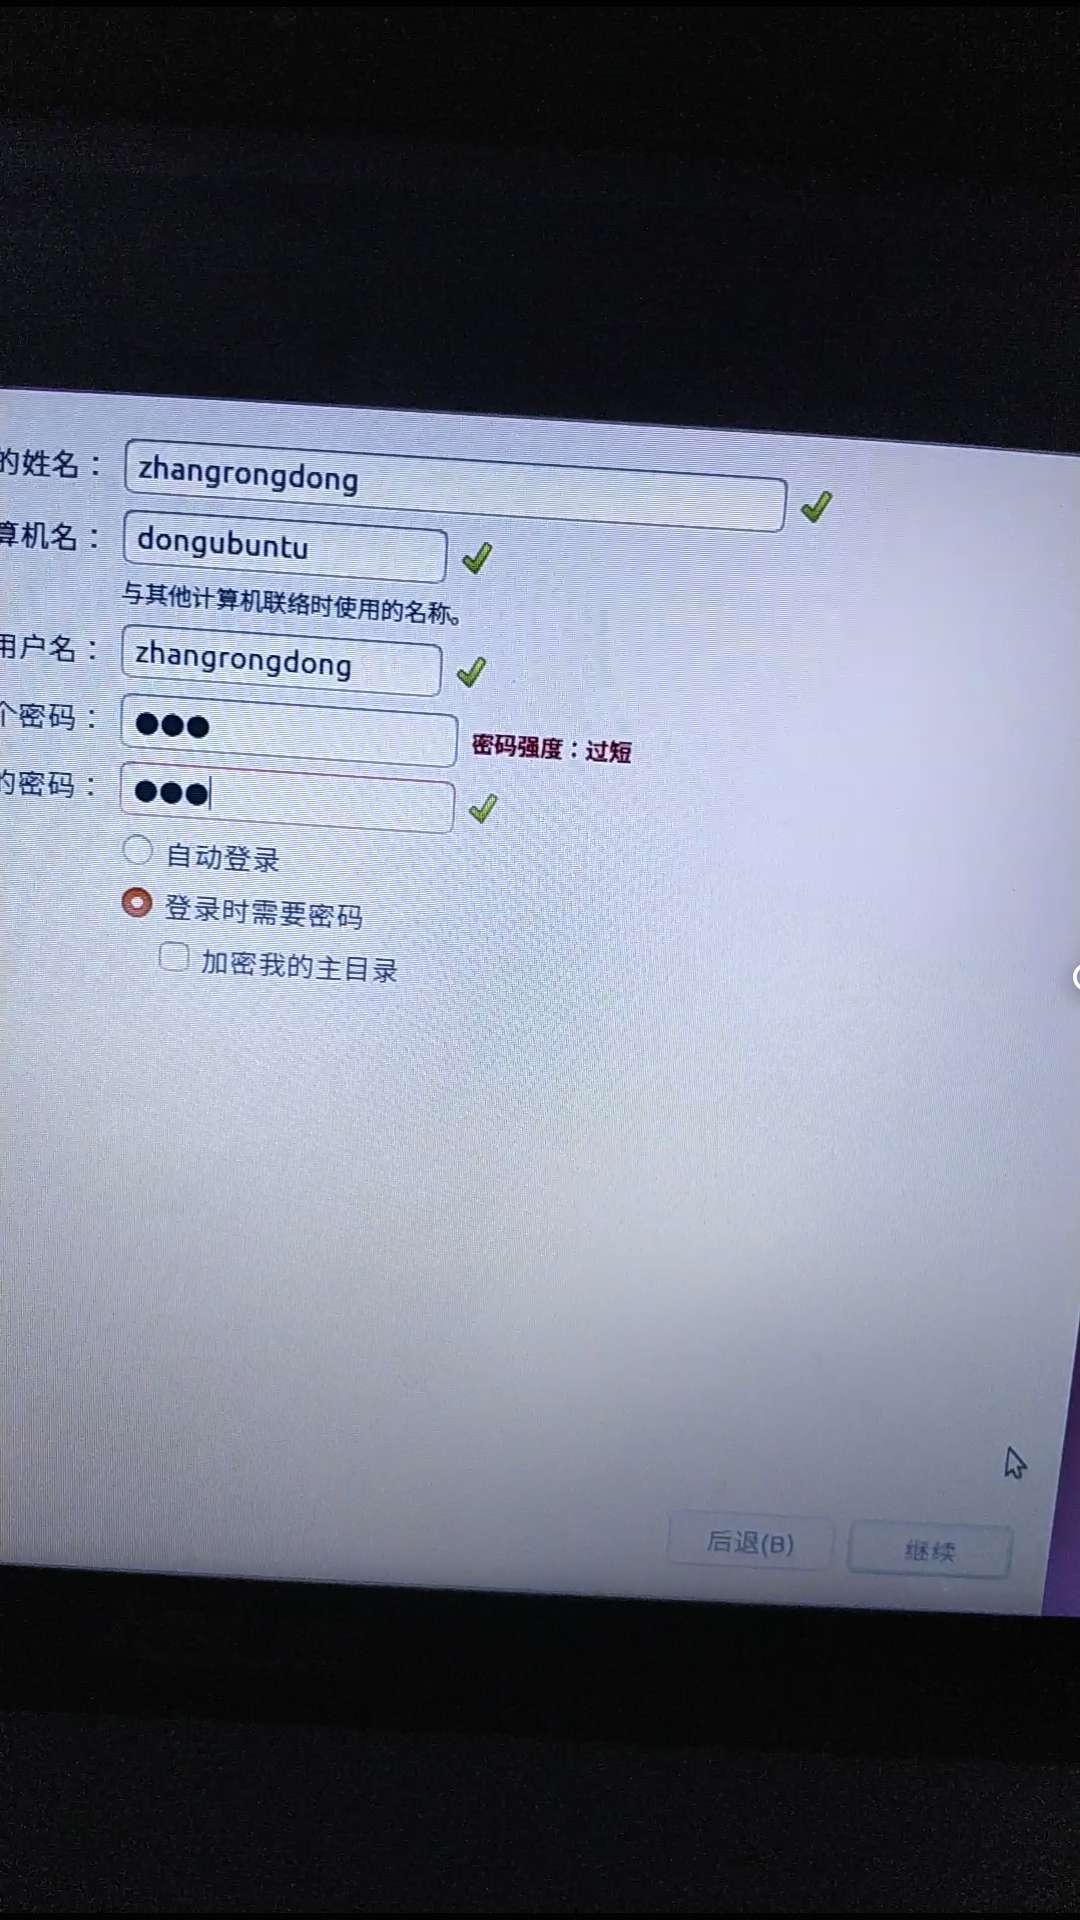 的姓名： zhangrongdong
算机名： dongubuntu
与其他计算机联络时使用的名称。
用户名： zhangrongdong
个密码： ●●● 密码强度：过短
的密码： ●●●
自动登录
登录时需要密码
加密我的主目录
后退(B) 继续